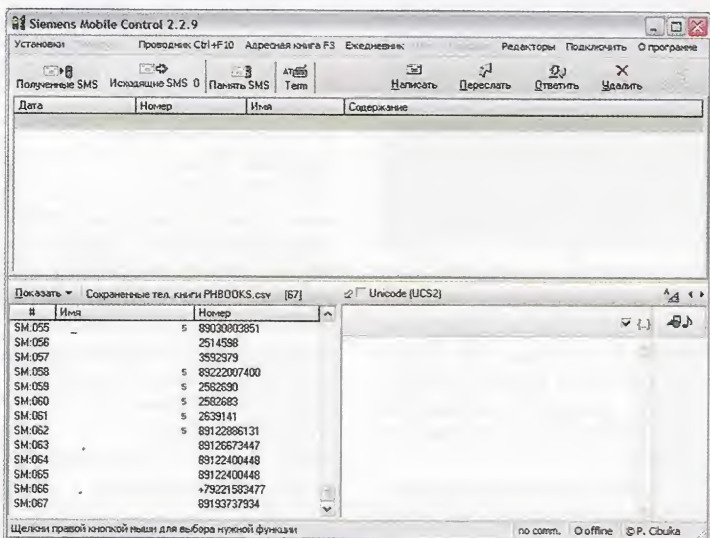 Siemens Mobile Control 2.2.9
Установки Проводник Ctrl+F10 Адресная книга F3 Ежедневник Редакторы Подключить О программе
Полученные SMS Исходящие SMS 0 Память SMS Term Написать Переслать Ответить Удалить
Дата Номер Имя Содержание
Показать Сохраненные тел. книги PHBOOKS.csv [67] Unicode (UCS2)
# Имя Номер
SM:055 5 89030803851
SM:056 2514598
SM:057 3592979
SM:058 5 89222007400
SM:059 5 2582690
SM:060 5 2582683
SM:061 5 2639141
SM:062 5 89122886131
SM:063 89126673447
SM:064 89122400448
SM:065 89122400448
SM:066 +79221583477
SM:067 89193737934
Щелкни правой кнопкой мыши для выбора нужной функции no comm. 0 offline ©P. Cibulka